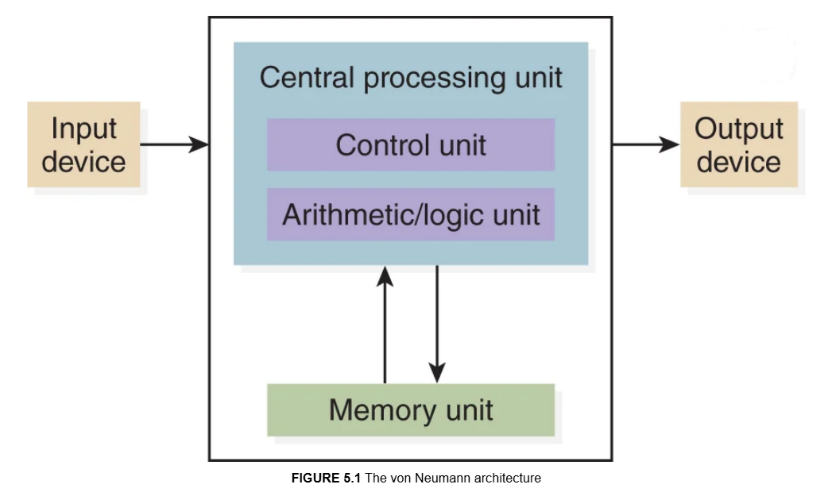 Central processing unit
Input
device
Control unit
Arithmetic/logic unit
Output
device
Memory unit
FIGURE 5.1 The von Neumann architecture